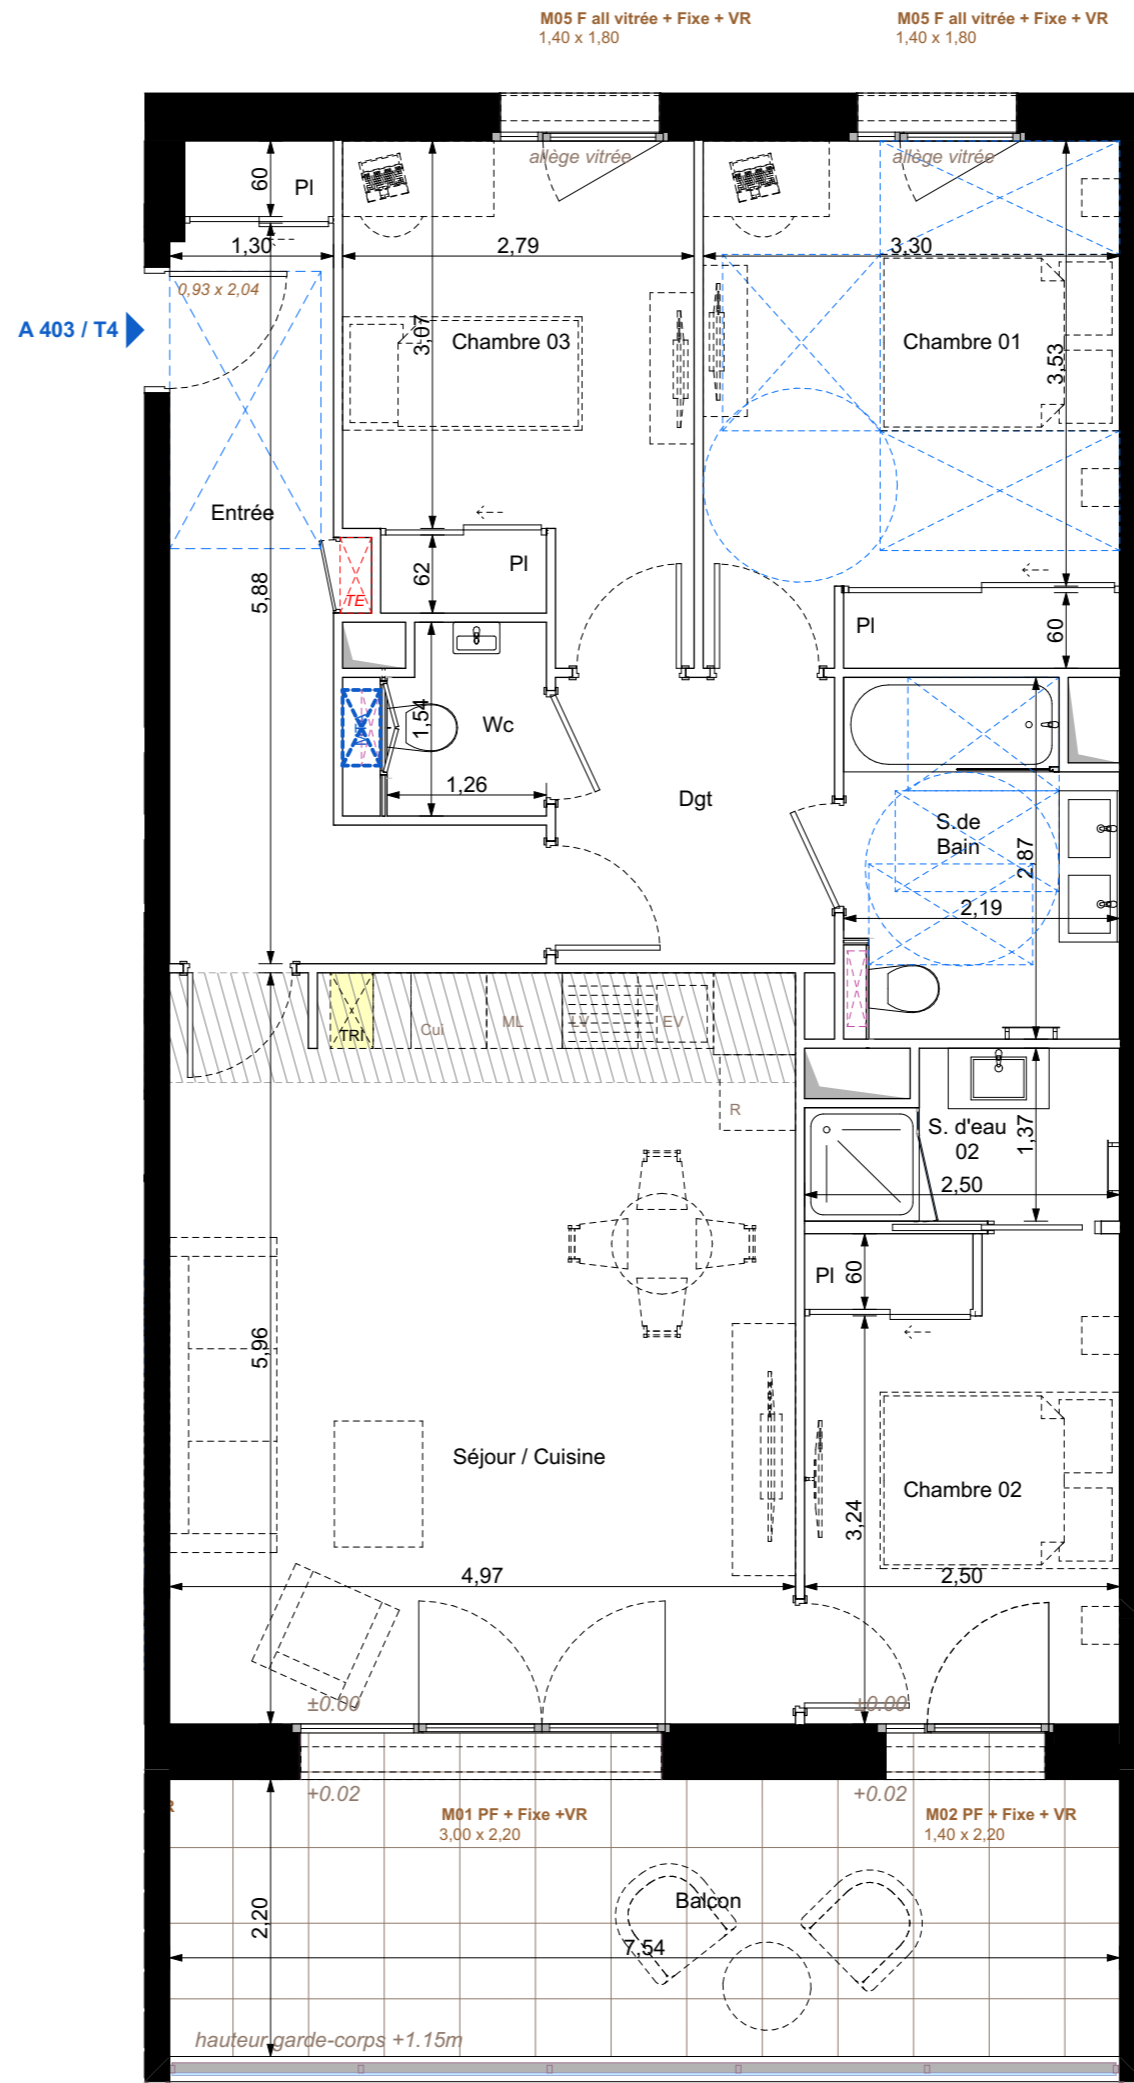 M05 F all vitrée + Fixe + VR
1,40 x 1,80
M05 F all vitrée + Fixe + VR
1,40 x 1,80
allège vitrée
allège vitrée
60
Pl
1,30
2,79
3,30
0,93 x 2,04
A 403 / T4
3,07
Chambre 03
Chambre 01
3,53
Entrée
5,88
62
Pl
TE
Pl
60
1,54
Wc
1,26
Dgt
S.de
Bain
2,87
2,19
TRI
Cui
ML
LV
EV
R
S. d'eau
02
1,37
2,50
Pl
60
5,96
Séjour / Cuisine
Chambre 02
3,24
4,97
2,50
±0.00
±0.00
+0.02
+0.02
M01 PF + Fixe +VR
3,00 x 2,20
M02 PF + Fixe + VR
1,40 x 2,20
2,20
Balcon
7,54
hauteur garde-corps +1.15m